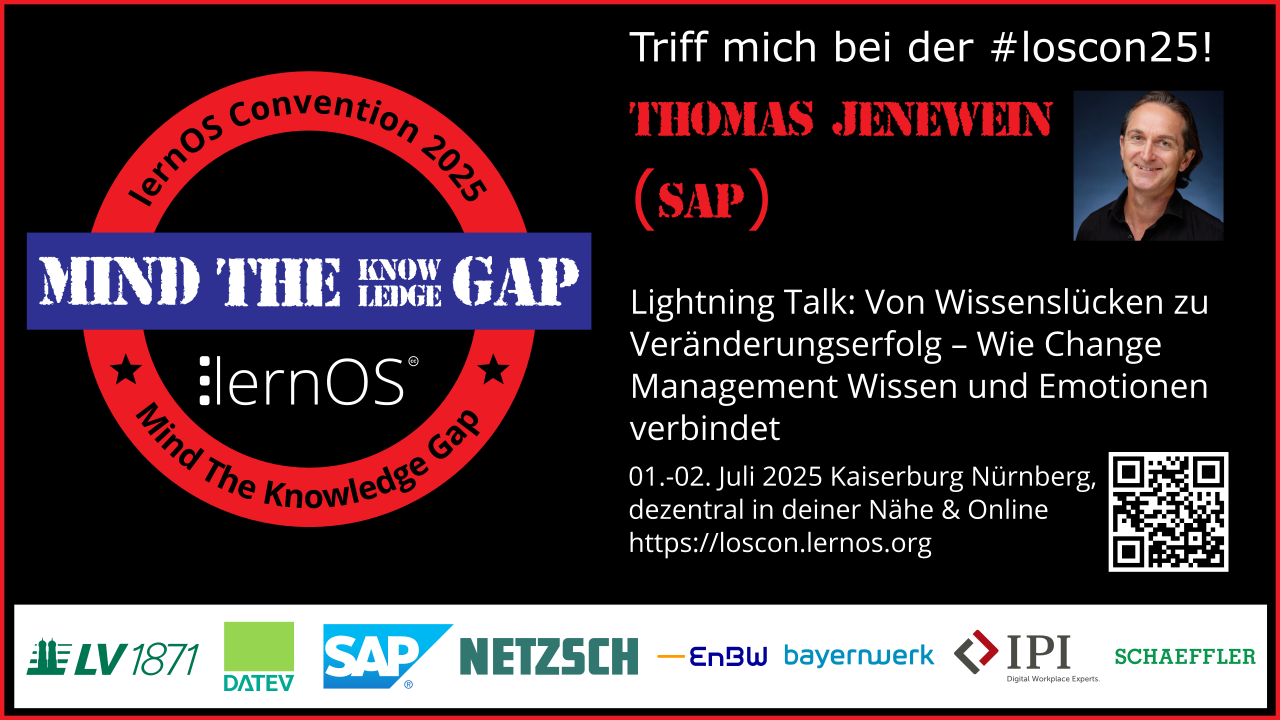 lernOS Convention 2025
MIND THE KNOWLEDGE GAP
lernOS
Mind The Knowledge Gap
Triff mich bei der #loscon25!
THOMAS JENEWEIN
(SAP)
Lightning Talk: Von Wissenslücken zu
Veränderungserfolg – Wie Change
Management Wissen und Emotionen
verbindet
01.-02. Juli 2025 Kaiserburg Nürnberg,
dezentral in deiner Nähe & Online
https://loscon.lernos.org
LV 1871
DATEV
SAP®
NETZSCH
EnBW
bayernwerk
IPI
Digital Workplace Experts.
SCHAEFFLER